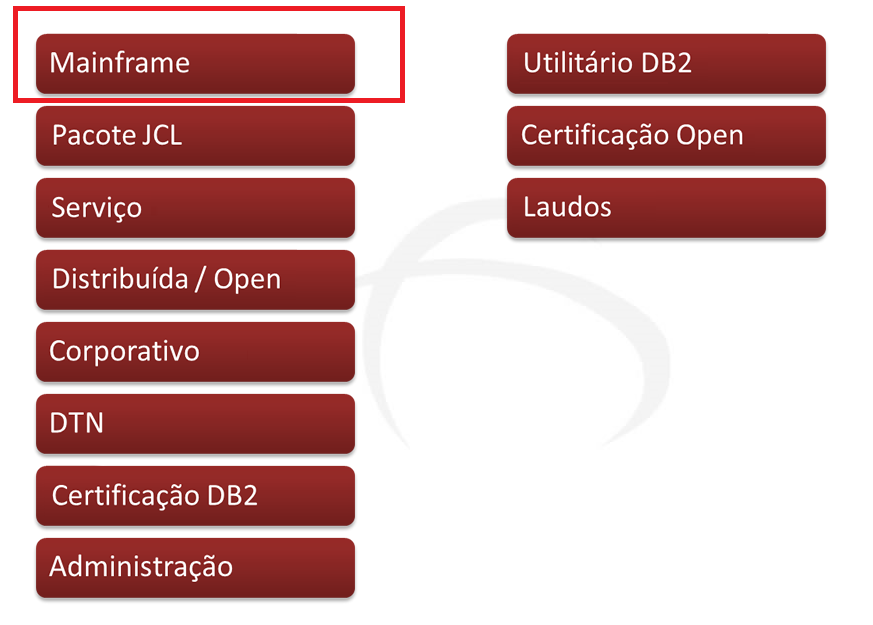 Mainframe
Pacote JCL
Serviço
Distribuída / Open
Corporativo
DTN
Certificação DB2
Administração
Utilitário DB2
Certificação Open
Laudos